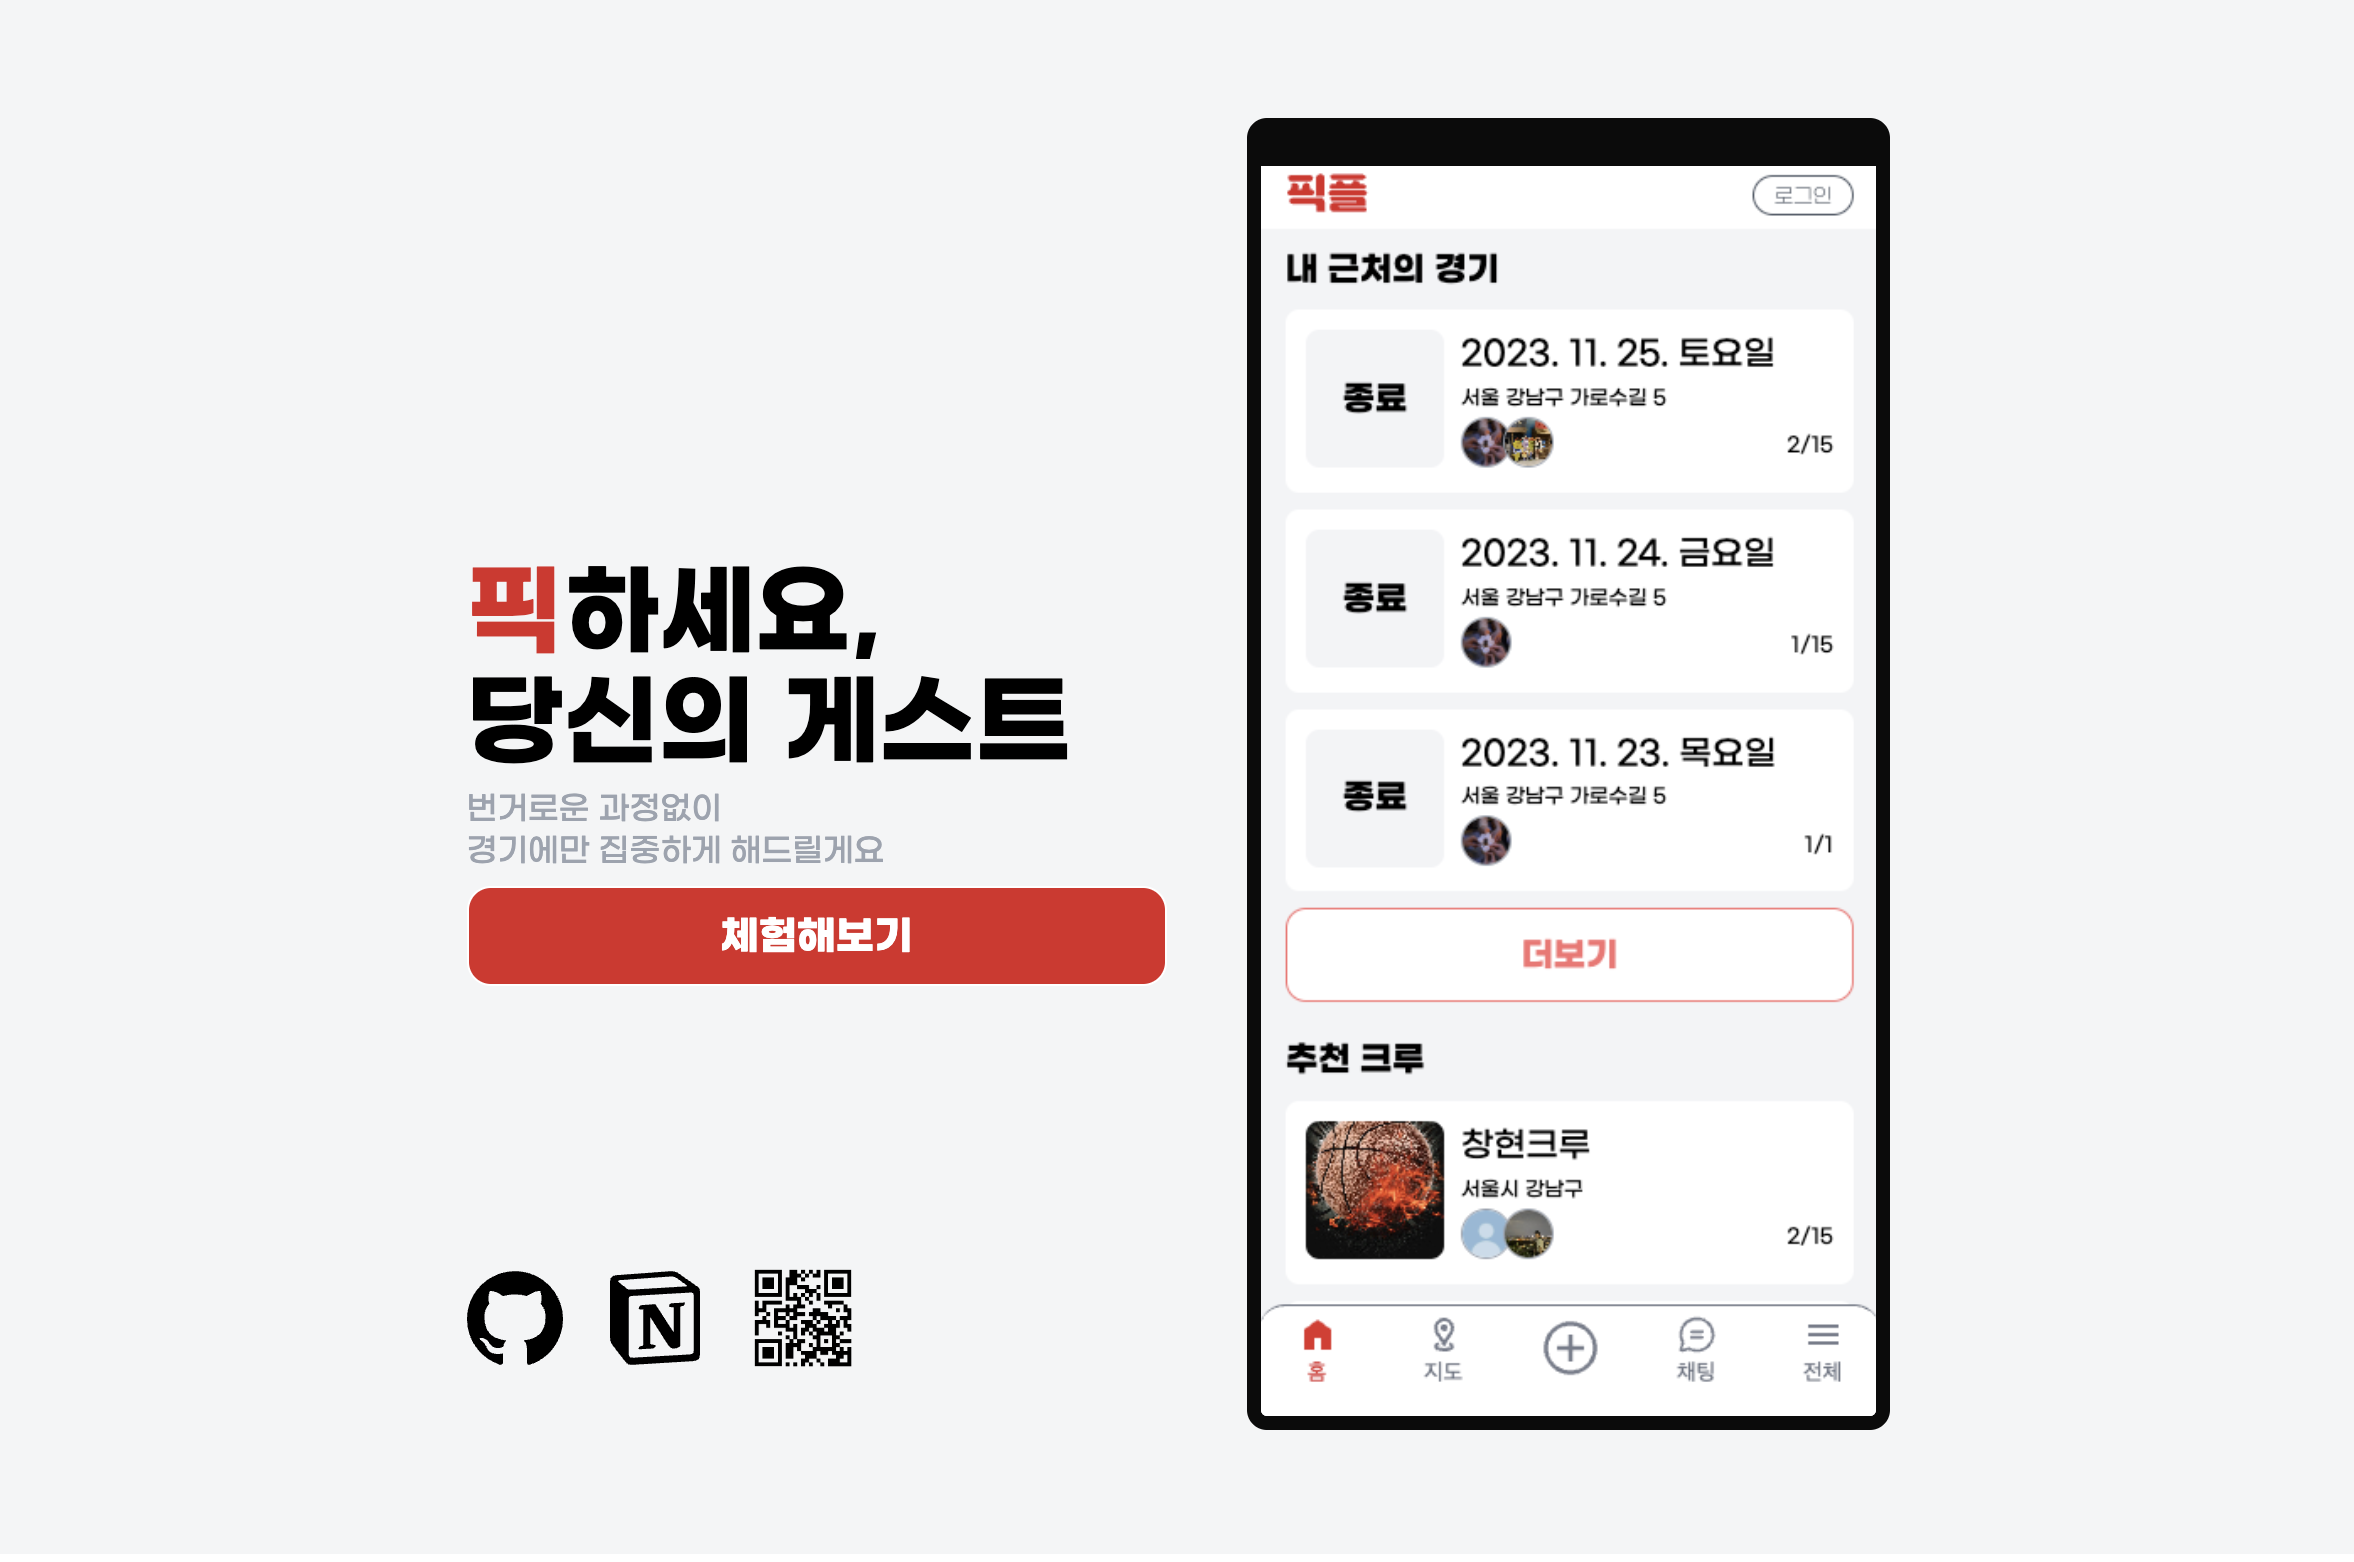 픽하세요,
당신의 게스트
번거로운 과정없이
경기에만 집중하게 해드릴게요
체험해보기
N
픽플
로그인
내 근처의 경기
종료
2023. 11. 25. 토요일
서울 강남구 가로수길 5
2/15
종료
2023. 11. 24. 금요일
서울 강남구 가로수길 5
1/15
종료
2023. 11. 23. 목요일
서울 강남구 가로수길 5
1/1
더보기
추천 크루
창현크루
서울시 강남구
2/15
홈
지도
채팅
전체